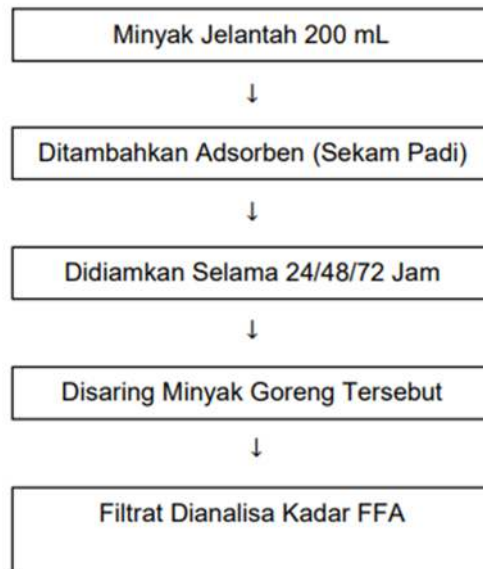 Minyak Jelantah 200 mL
↓
Ditambahkan Adsorben (Sekam Padi)
↓
Didiamkan Selama 24/48/72 Jam
↓
Disaring Minyak Goreng Tersebut
↓
Filtrat Dianalisa Kadar FFA